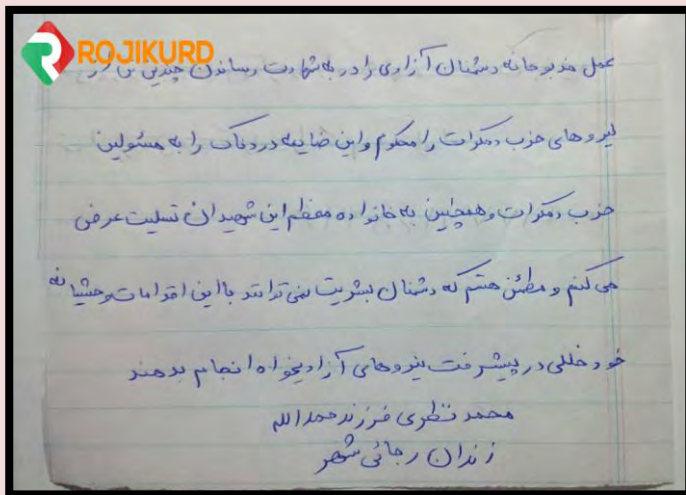 ROJIKURD
عمل مذبوحانه دشمنان آزادی را در به شهادت رساندن چندین تن از
نیروهای حزب دمکرات را محکوم واین ضایعه دردناک را به مسئولین
حزب دمکرات وهمچنین به خانواده معظم این شهیدان تسلیت عرض
می کنم و مطمئن هستم که دشمنان بشریت نمی توانند با این اقدامات وحشیانه
خود خللی در پیشرفت نیروهای آزادیخواه انجام بدهند
محمد نظری فرزند حمدالله
زندان رجائی شهر